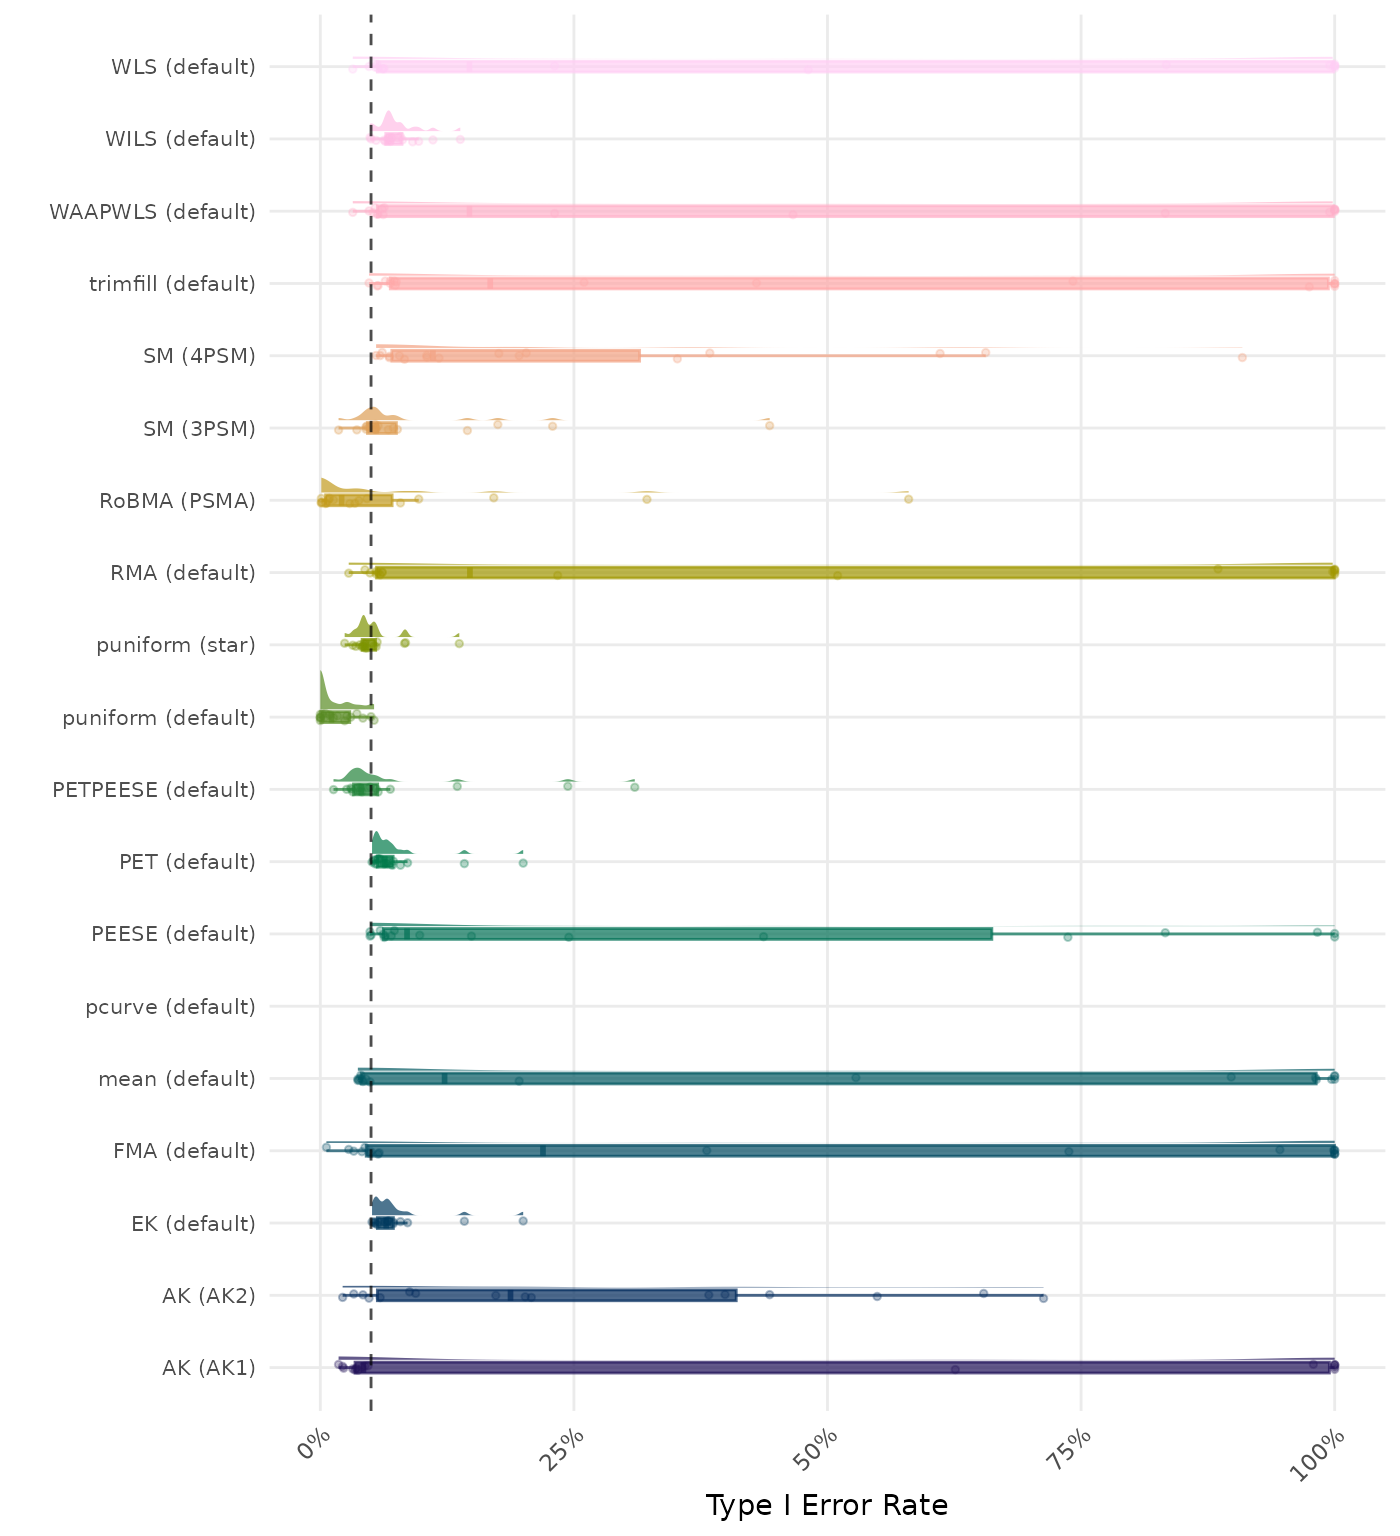 WLS (default)
WILS (default)
WAAPWLS (default)
trimfill (default)
SM (4PSM)
SM (3PSM)
RoBMA (PSMA)
RMA (default)
puniform (star)
puniform (default)
PETPEESE (default)
PET (default)
PEESE (default)
pcurve (default)
mean (default)
FMA (default)
EK (default)
AK (AK2)
AK (AK1)
0%
25%
50%
75%
100%
Type I Error Rate